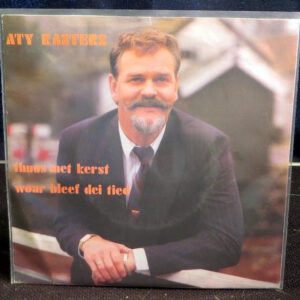 ATY KASTERS
thuus met kerst
woar bleef dei tied